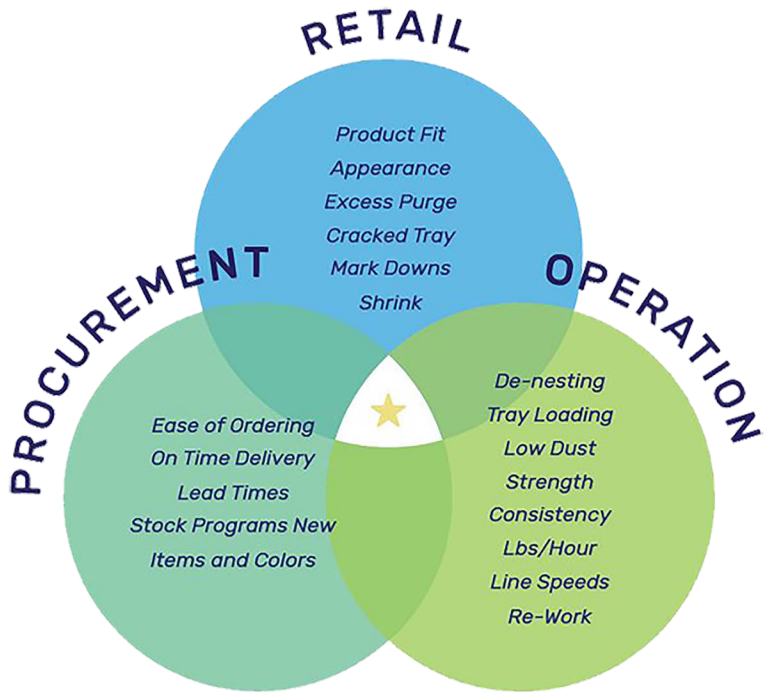 RETAIL
Product Fit
Appearance
Excess Purge
Cracked Tray
Mark Downs
Shrink
PROCUREMENT
Ease of Ordering
On Time Delivery
Lead Times
Stock Programs New
Items and Colors
OPERATION
De-nesting
Tray Loading
Low Dust
Strength
Consistency
Lbs/Hour
Line Speeds
Re-Work